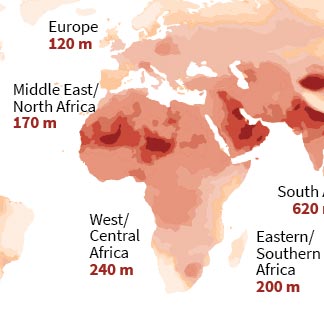 Europe
120 m
Middle East/
North Africa
170 m
South
620
West/
Central
Africa
240 m
Eastern/
Southern
Africa
200 m